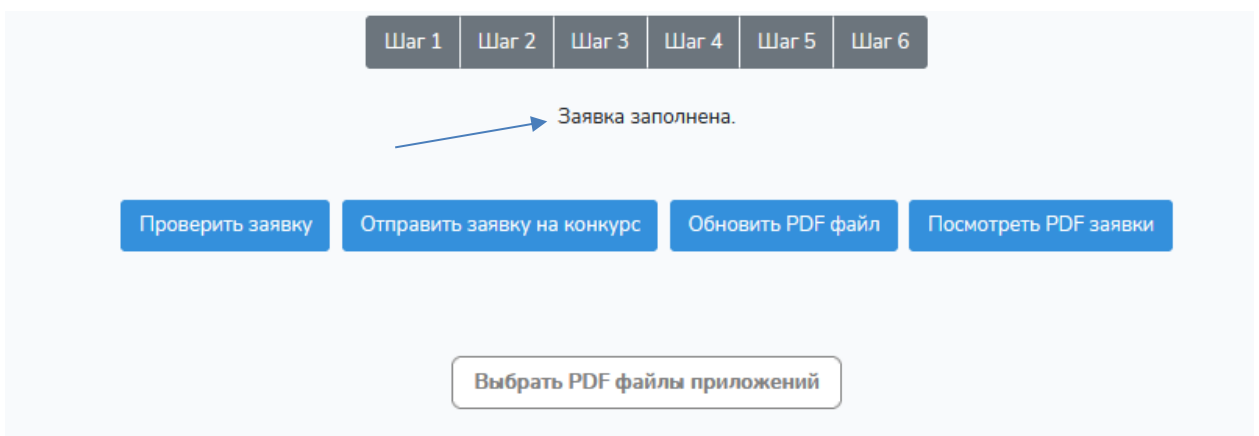 Шаг 1 Шаг 2 Шаг 3 Шаг 4 Шаг 5 Шаг 6
Заявка заполнена.
Проверить заявку Отправить заявку на конкурс Обновить PDF файл Посмотреть PDF заявки
Выбрать PDF файлы приложений